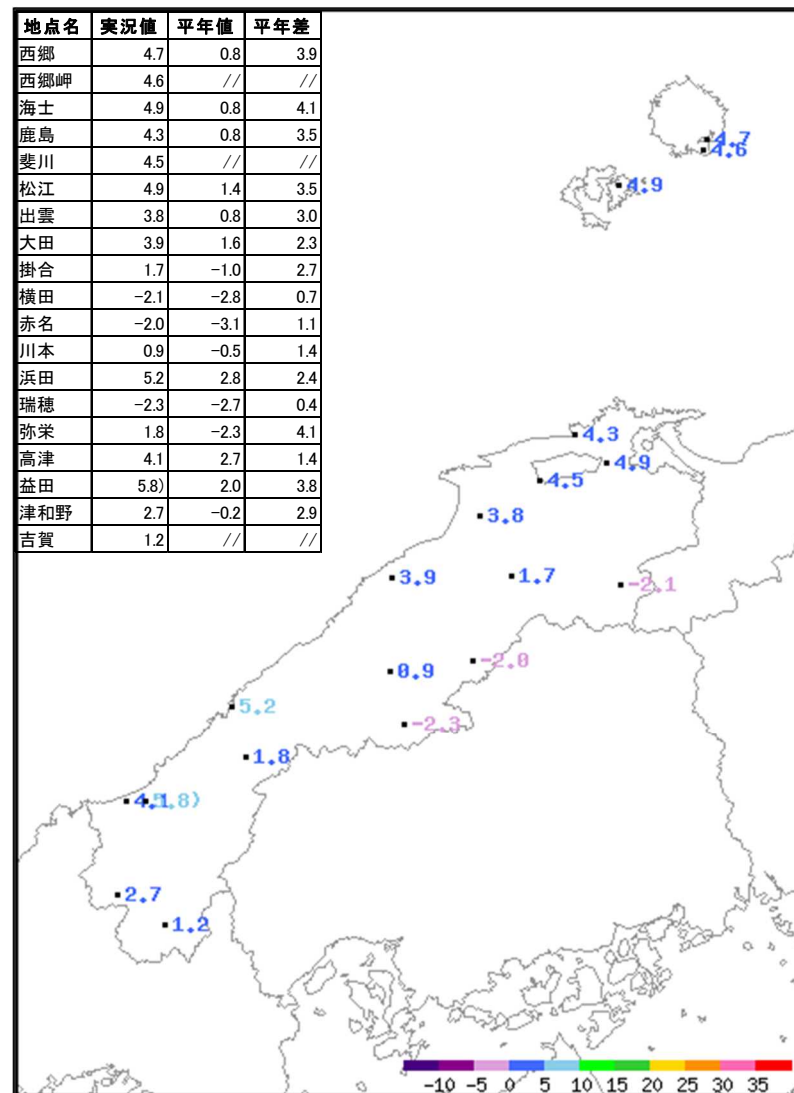 地点名 実況値 平年値 平年差
西郷 4.7 0.8 3.9
西郷岬 4.6 // //
海士 4.9 0.8 4.1
鹿島 4.3 0.8 3.5
斐川 4.5 // //
松江 4.9 1.4 3.5
出雲 3.8 0.8 3.0
大田 3.9 1.6 2.3
掛合 1.7 -1.0 2.7
横田 -2.1 -2.8 0.7
赤名 -2.0 -3.1 1.1
川本 0.9 -0.5 1.4
浜田 5.2 2.8 2.4
瑞穂 -2.3 -2.7 0.4
弥栄 1.8 -2.3 4.1
高津 4.1 2.7 1.4
益田 5.8) 2.0 3.8
津和野 2.7 -0.2 2.9
吉賀 1.2 // //
4.7
4.6
4.9
4.3
4.9
4.5
3.8
3.9 1.7 -2.1
-2.0
0.9
5.2
-2.3
1.8
4.1 5.8)
2.7
1.2
-10 -5 0 5 10 15 20 25 30 35